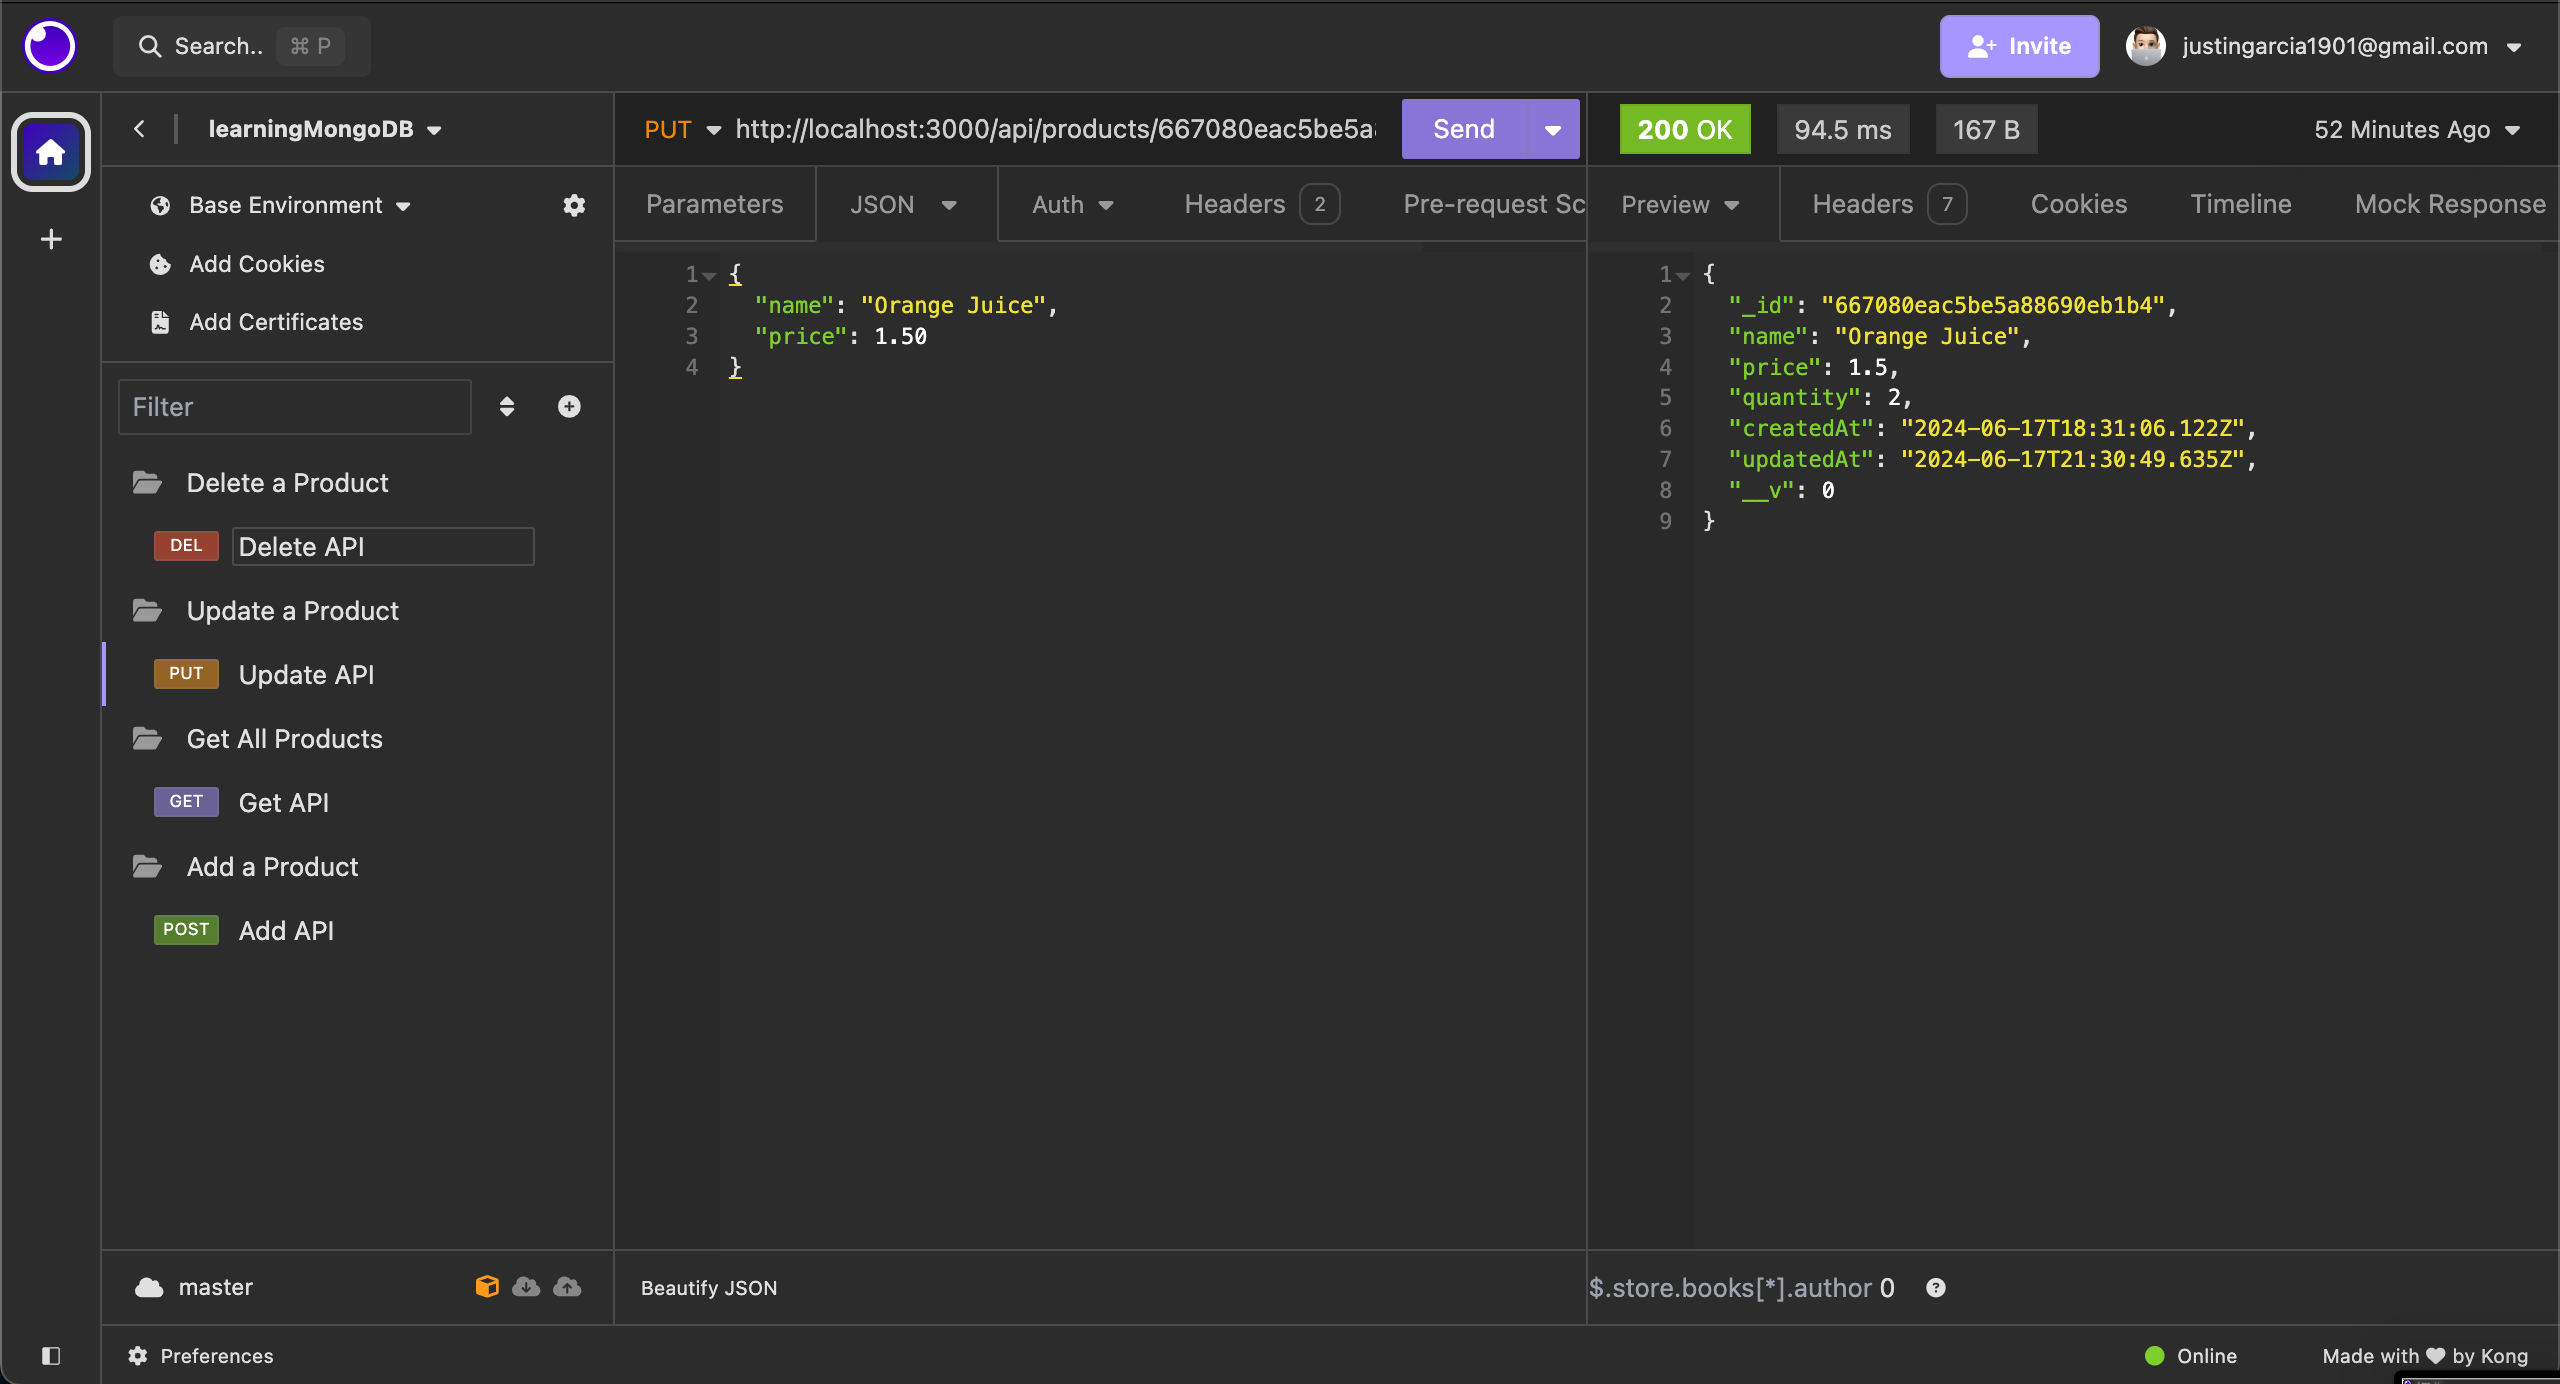 Search.. ⌘ P
Invite
justingarcia1901@gmail.com
learningMongoDB
Base Environment
Add Cookies
Add Certificates
Filter
Delete a Product
DEL Delete API
Update a Product
PUT Update API
Get All Products
GET Get API
Add a Product
POST Add API
master
PUT http://localhost:3000/api/products/667080eac5be5a
Send
Parameters JSON Auth Headers 2 Pre-request Sc
1 {
2 "name": "Orange Juice",
3 "price": 1.50
4 }
Beautify JSON
200 OK 94.5 ms 167 B 52 Minutes Ago
Preview Headers 7 Cookies Timeline Mock Response
1 {
2 "_id": "667080eac5be5a88690eb1b4",
3 "name": "Orange Juice",
4 "price": 1.5,
5 "quantity": 2,
6 "createdAt": "2024-06-17T18:31:06.122Z",
7 "updatedAt": "2024-06-17T21:30:49.635Z",
8 "__v": 0
9 }
$.store.books[*].author 0
Preferences
Online
Made with ♥ by Kong